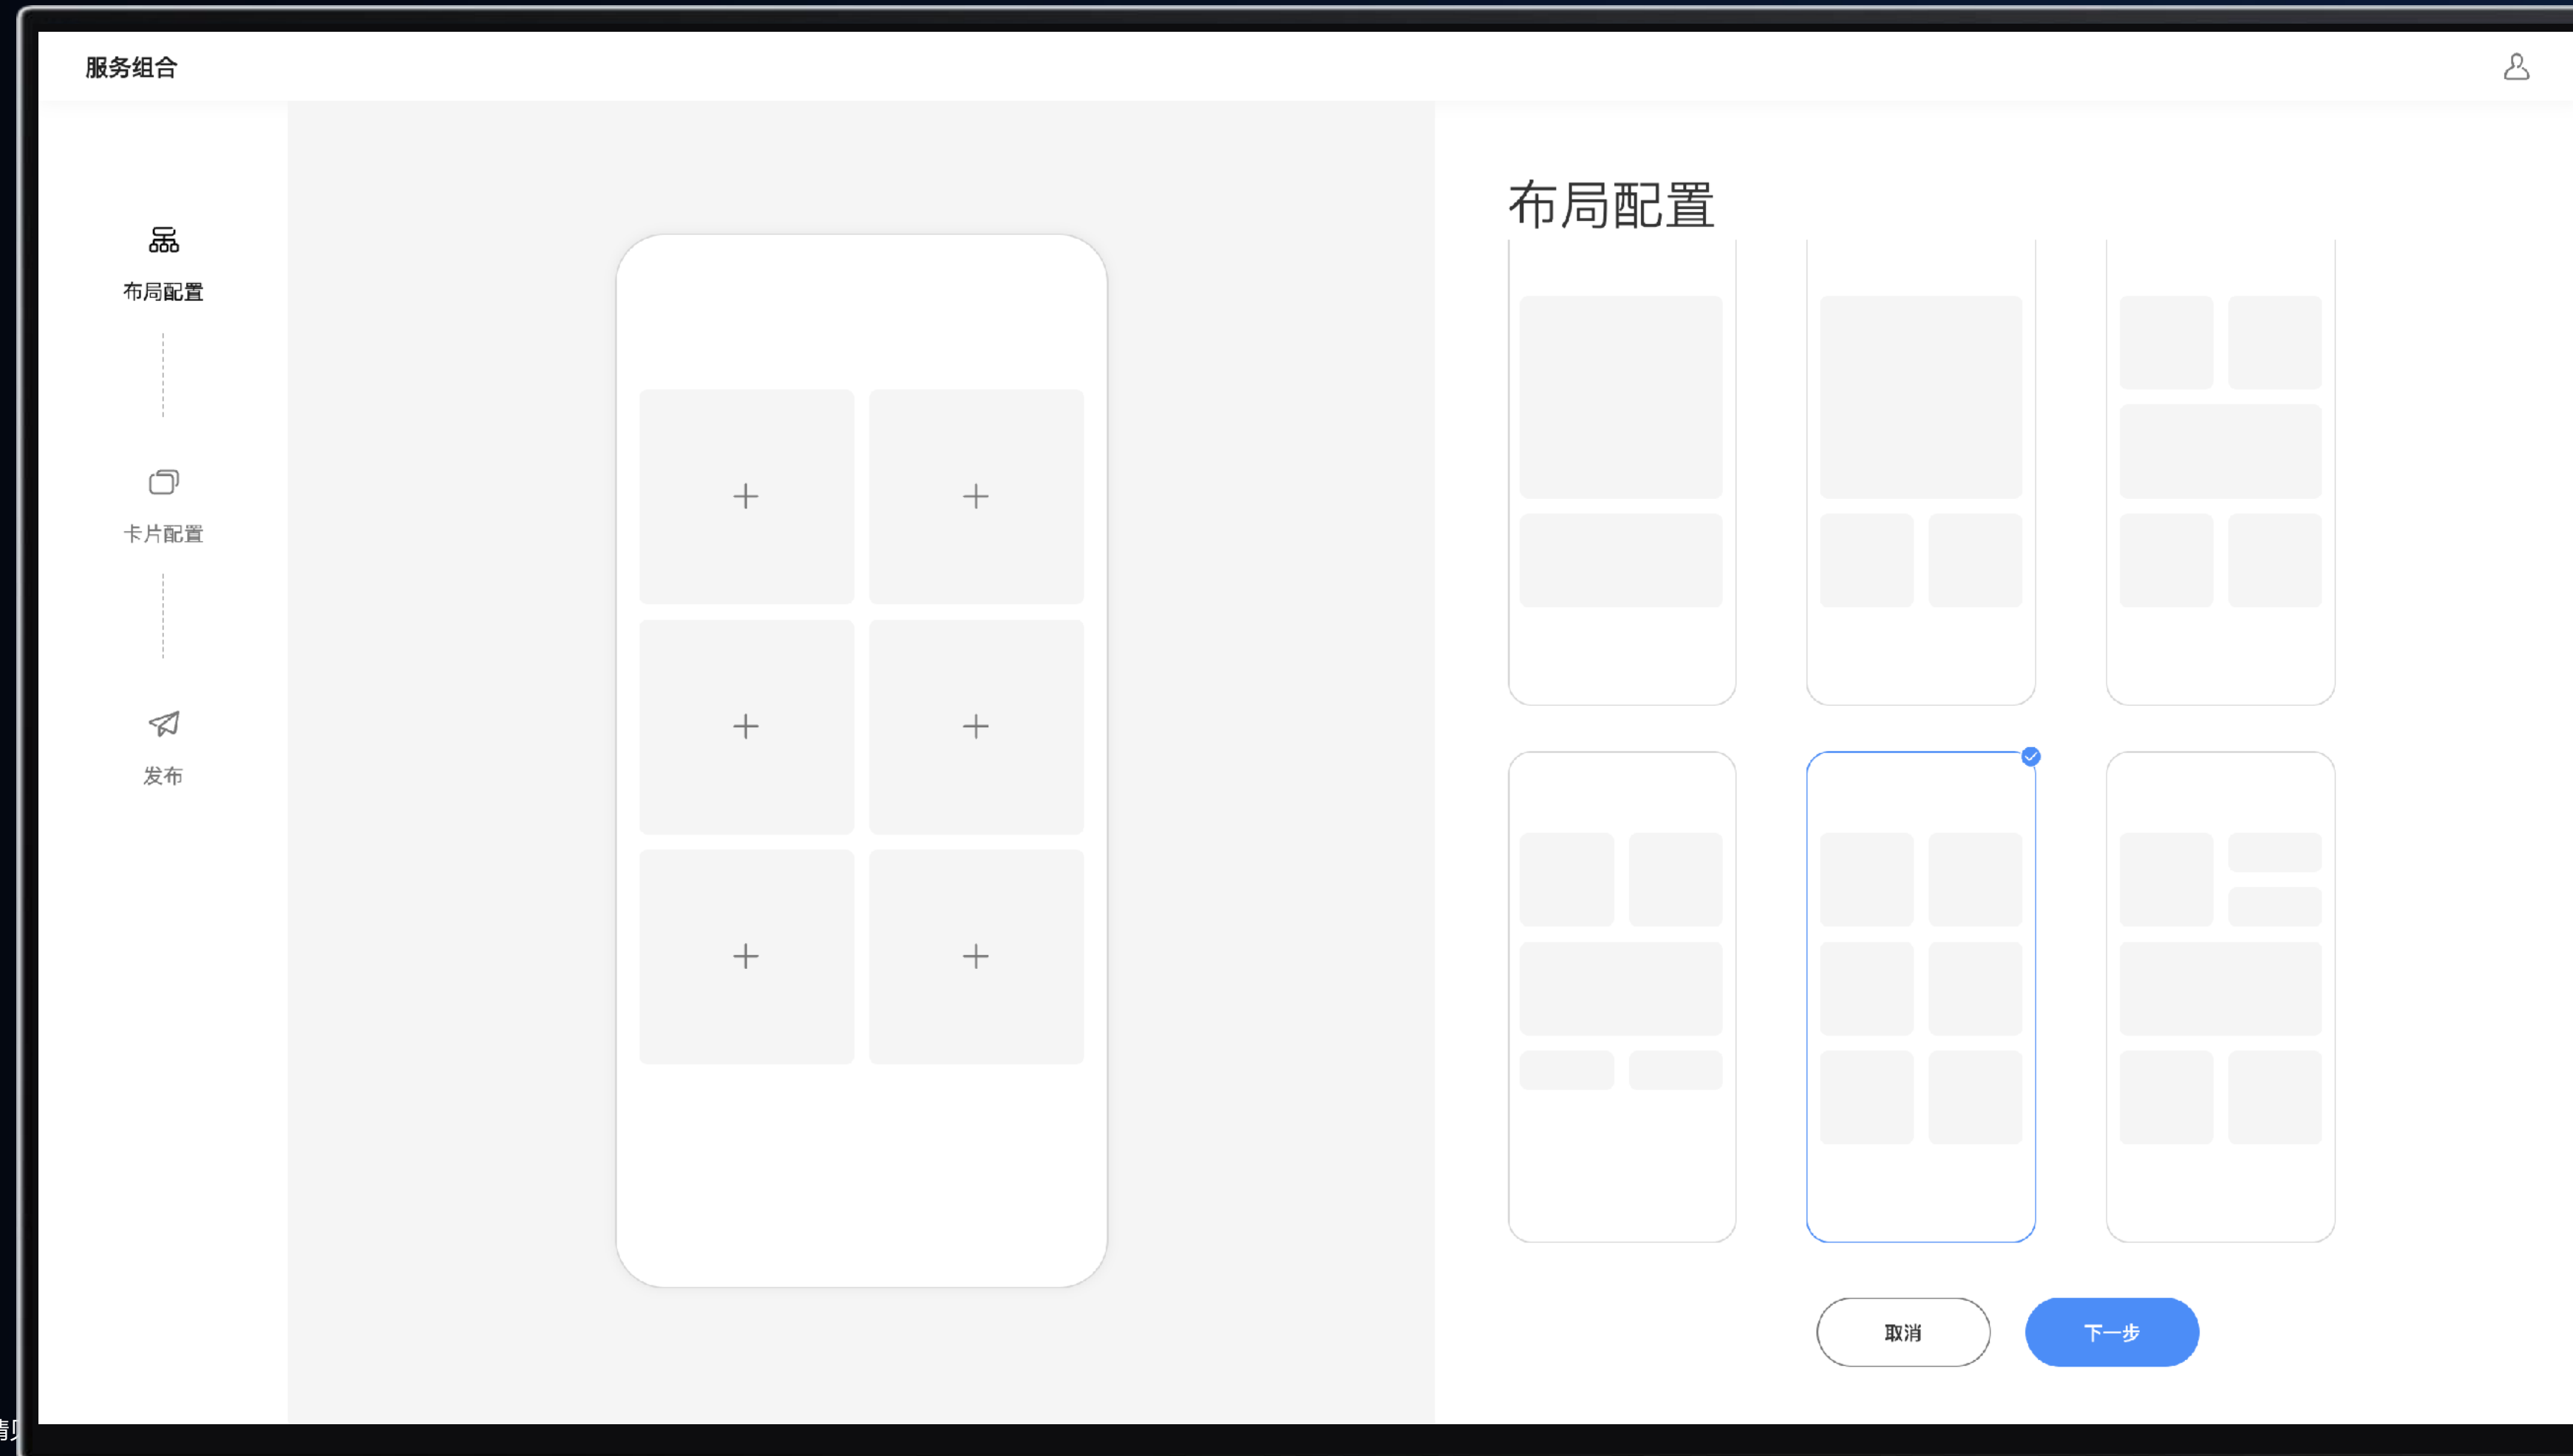 服务组合
布局配置
卡片配置
发布
布局配置
取消
下一步